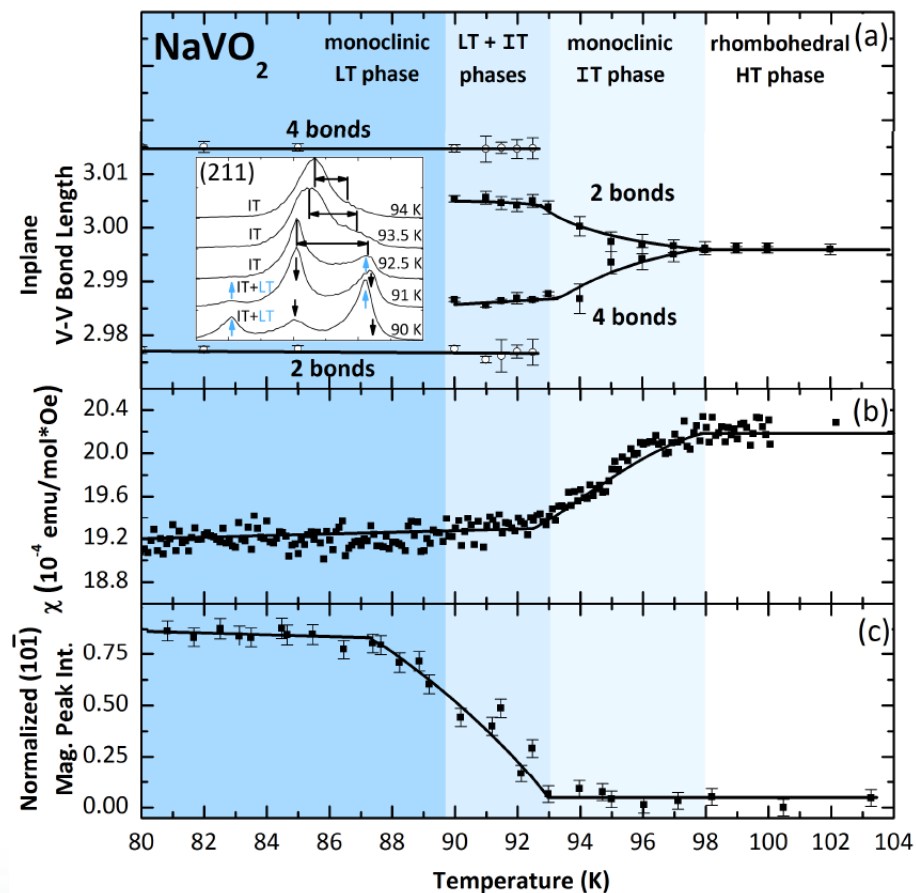 NaVO2
monoclinic
LT phase
LT + IT
phases
monoclinic
IT phase
rhombohedral
HT phase
(a)
4 bonds
2 bonds
4 bonds
2 bonds
(211)
IT
94 K
IT
93.5 K
IT
92.5 K
IT+LT
91 K
IT+LT
90 K
Inplane
V-V Bond Length
3.01
3.00
2.99
2.98
(b)
χ (10-4 emu/mol*Oe)
20.4
20.0
19.6
19.2
18.8
(c)
Normalized (101̄)
Mag. Peak Int.
0.75
0.50
0.25
0.00
80 82 84 86 88 90 92 94 96 98 100 102 104
Temperature (K)